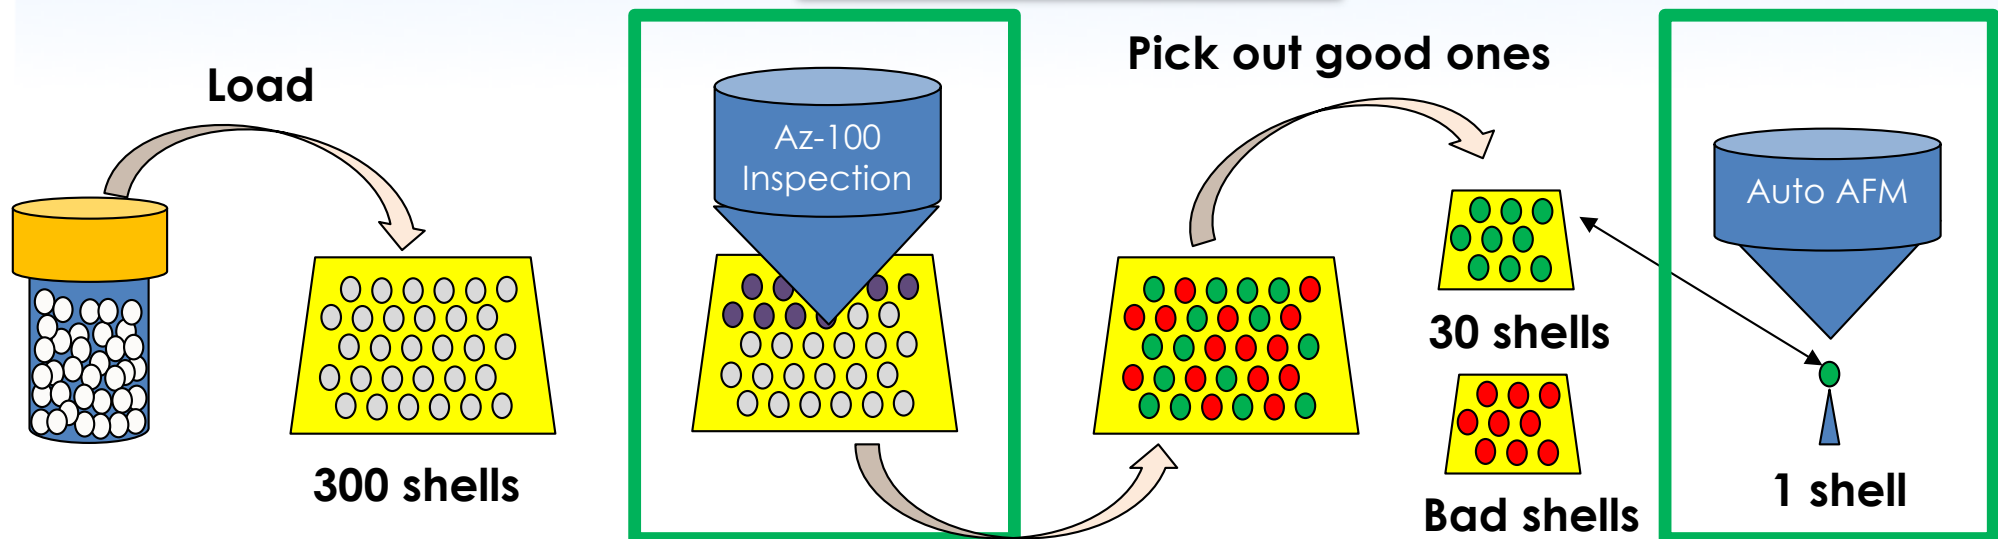 Load
300 shells
Az-100
Inspection
Pick out good ones
30 shells
Bad shells
Auto AFM
1 shell